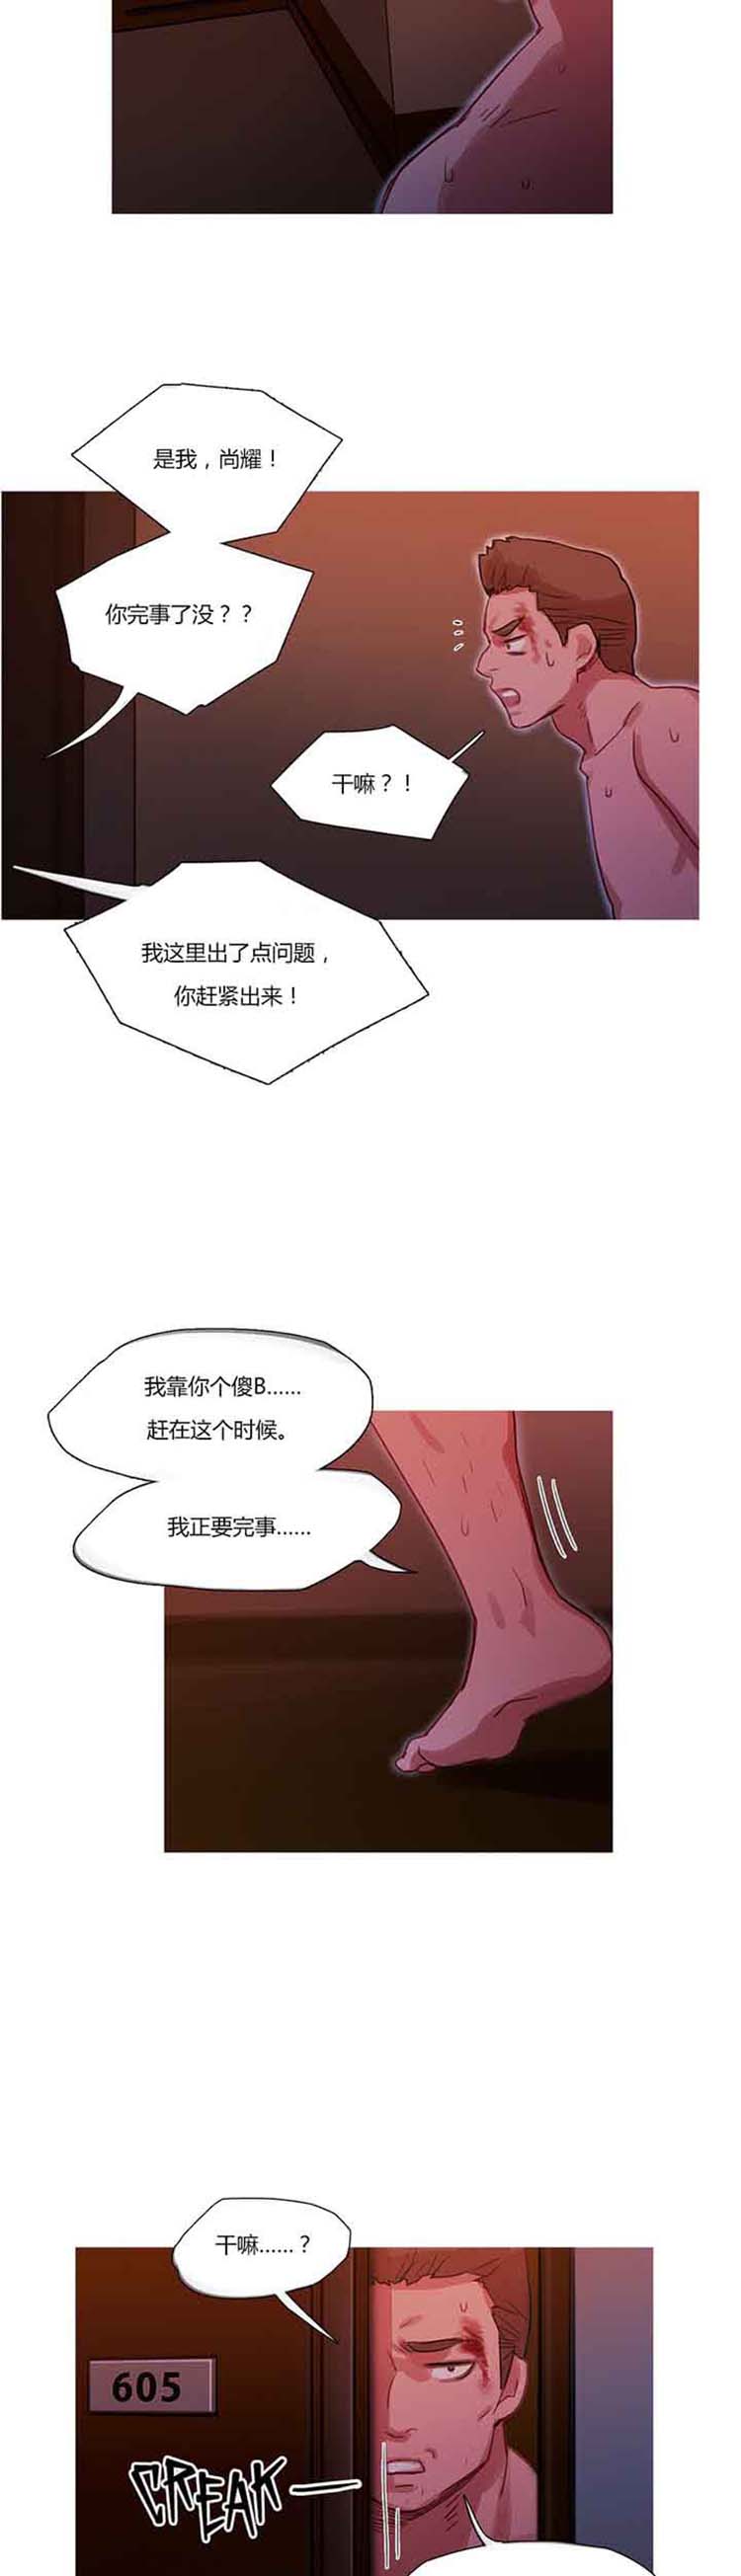 是我，尚耀！
你完事了没？？
干嘛？！
我这里出了点问题，
你赶紧出来！
我靠你个傻B……
赶在这个时候。
我正要完事……
干嘛……？
605
CREAK